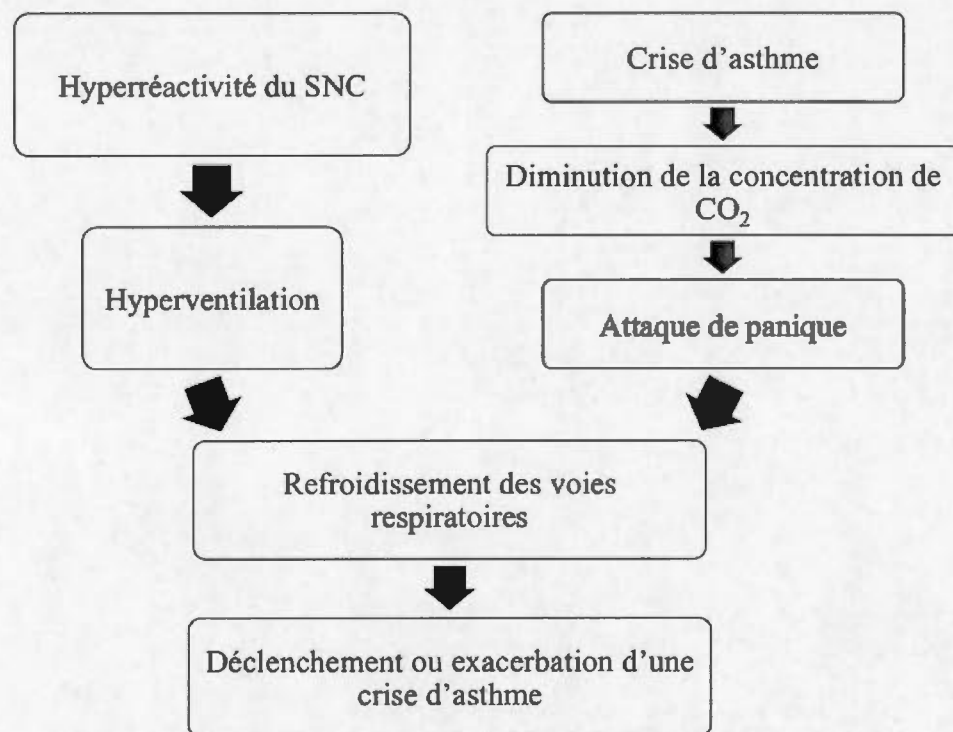 Hyperréactivité du SNC
Hyperventilation
Crise d'asthme
Diminution de la concentration de
CO₂
Attaque de panique
Refroidissement des voies
respiratoires
Déclenchement ou exacerbation d'une
crise d'asthme